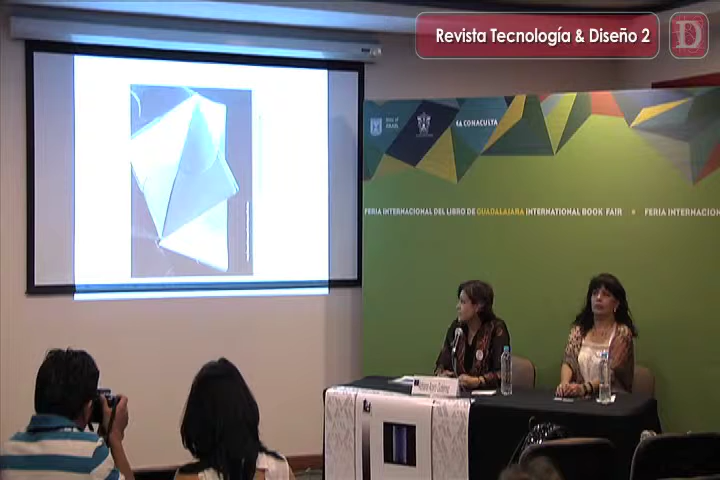 Revista Tecnología & Diseño 2
D
CONACULTA
FERIA INTERNACIONAL DEL LIBRO DE GUADALAJARA INTERNATIONAL BOOK FAIR
FERIA INTERNACION